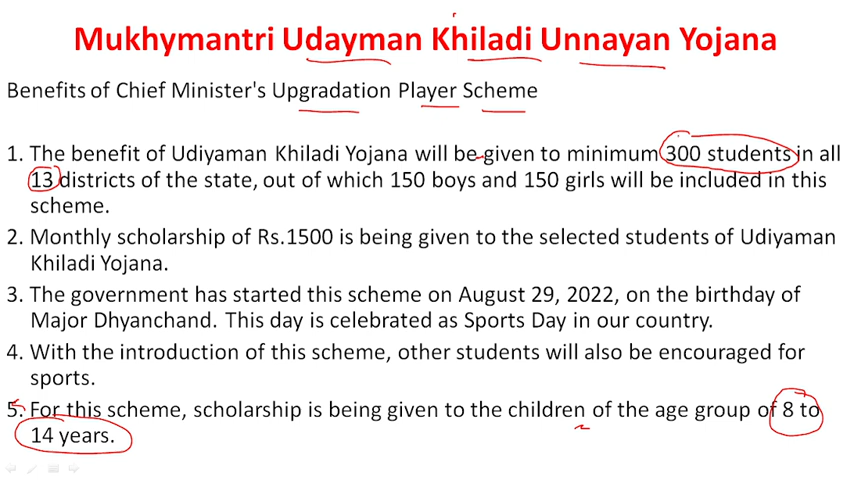 Mukhymantri Udayman Khiladi Unnayan Yojana
Benefits of Chief Minister's Upgradation Player Scheme
1. The benefit of Udiyaman Khiladi Yojana will be given to minimum 300 students in all
13 districts of the state, out of which 150 boys and 150 girls will be included in this
scheme.
2. Monthly scholarship of Rs.1500 is being given to the selected students of Udiyaman
Khiladi Yojana.
3. The government has started this scheme on August 29, 2022, on the birthday of
Major Dhyanchand. This day is celebrated as Sports Day in our country.
4. With the introduction of this scheme, other students will also be encouraged for
sports.
5. For this scheme, scholarship is being given to the children of the age group of 8 to
14 years.